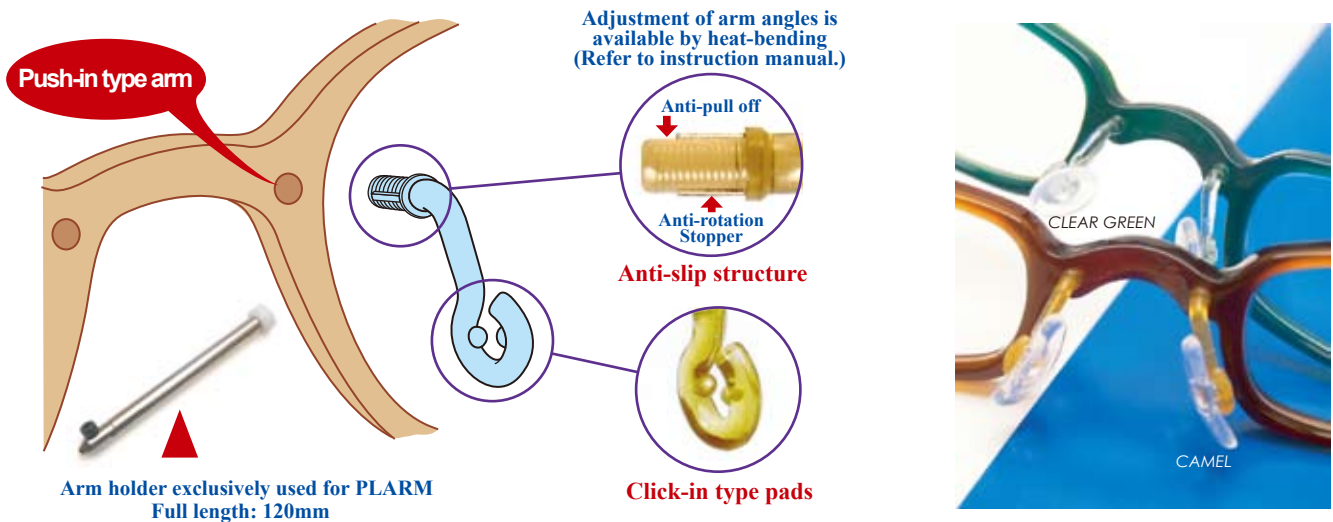 Push-in type arm
Adjustment of arm angles is
available by heat-bending
(Refer to instruction manual.)
Anti-pull off
Anti-rotation
Stopper
Anti-slip structure
Click-in type pads
Arm holder exclusively used for PLARM
Full length: 120mm
CLEAR GREEN
CAMEL